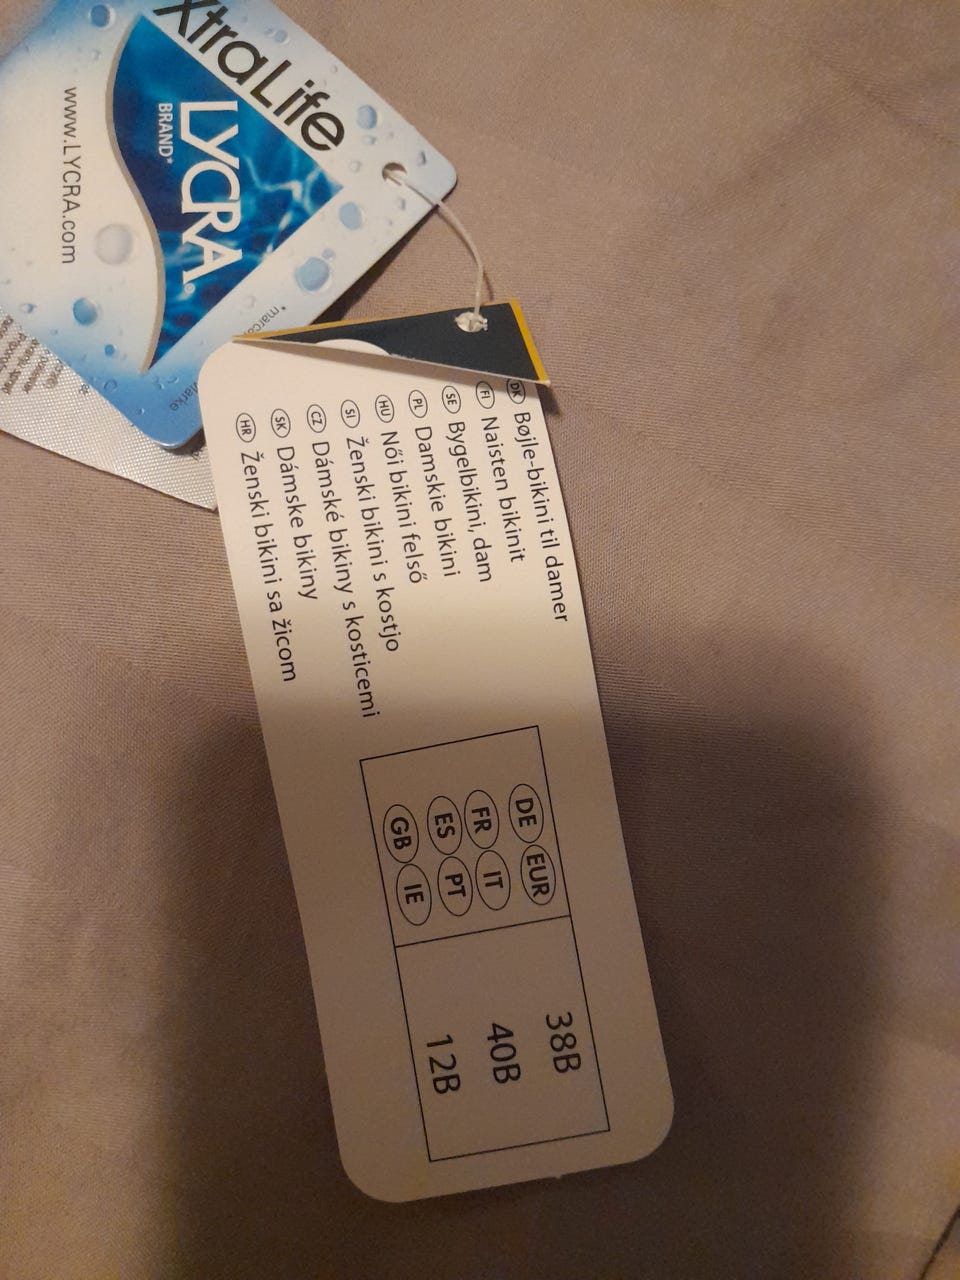 XtraLife
LYCRA®
BRAND*
www.LYCRA.com
*marca
Marke
DK Bøjle-bikini til damer
FI Naisten bikinit
SE Bygelbikini, dam
PL Damskie bikini
HU Női bikini felső
SI Ženski bikini s kostjo
CZ Dámské bikiny s kosticemi
SK Dámske bikiny
HR Ženski bikini sa žicom
DE EUR 38B
FR IT
ES PT 40B
GB IE 12B